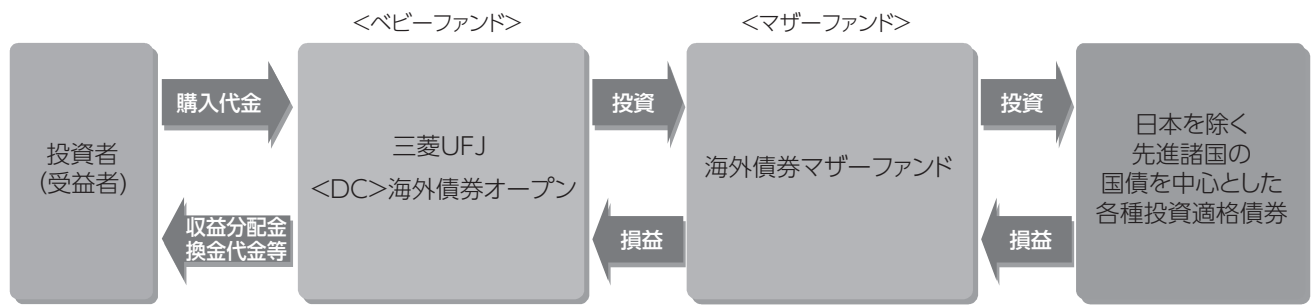 <ベビーファンド>
<マザーファンド>
投資者
(受益者)
購入代金
収益分配金
換金代金等
三菱UFJ
<DC>海外債券オープン
投資
損益
海外債券マザーファンド
投資
損益
日本を除く
先進諸国の
国債を中心とした
各種投資適格債券